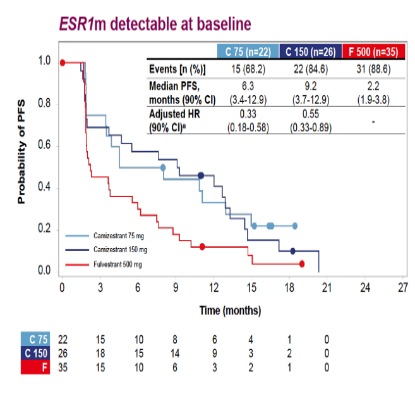 ESR1m detectable at baseline
C 75 (n=22) C 150 (n=26) F 500 (n=35)
Events [n (%)] 15 (68.2) 22 (84.6) 31 (88.6)
Median PFS, 6.3 9.2 2.2
months (90% CI) (3.4-12.9) (3.7-12.9) (1.9-3.8)
Adjusted HR 0.33 0.55 -
(90% CI)ª (0.18-0.58) (0.33-0.89)
Probability of PFS
1.0
0.8
0.6
0.4
0.2
0.0
Camizestrant 75 mg
Camizestrant 150 mg
Fulvestrant 500 mg
0 3 6 9 12 15 18 21 24 27
Time (months)
C 75 22 15 10 8 6 4 1 0
C 150 26 18 15 14 9 3 2 0
F 35 15 10 6 3 2 1 0